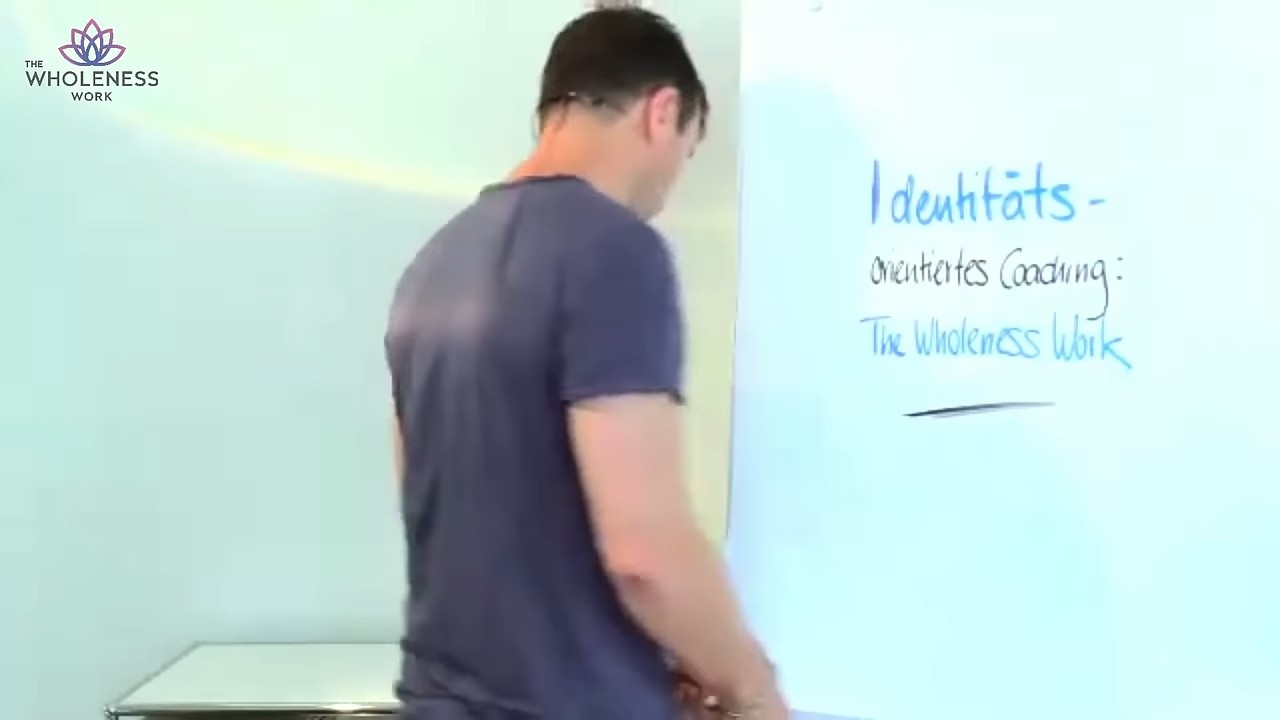 THE
WHOLENESS
WORK
Identitäts-
orientiertes Coaching:
The Wholeness Work